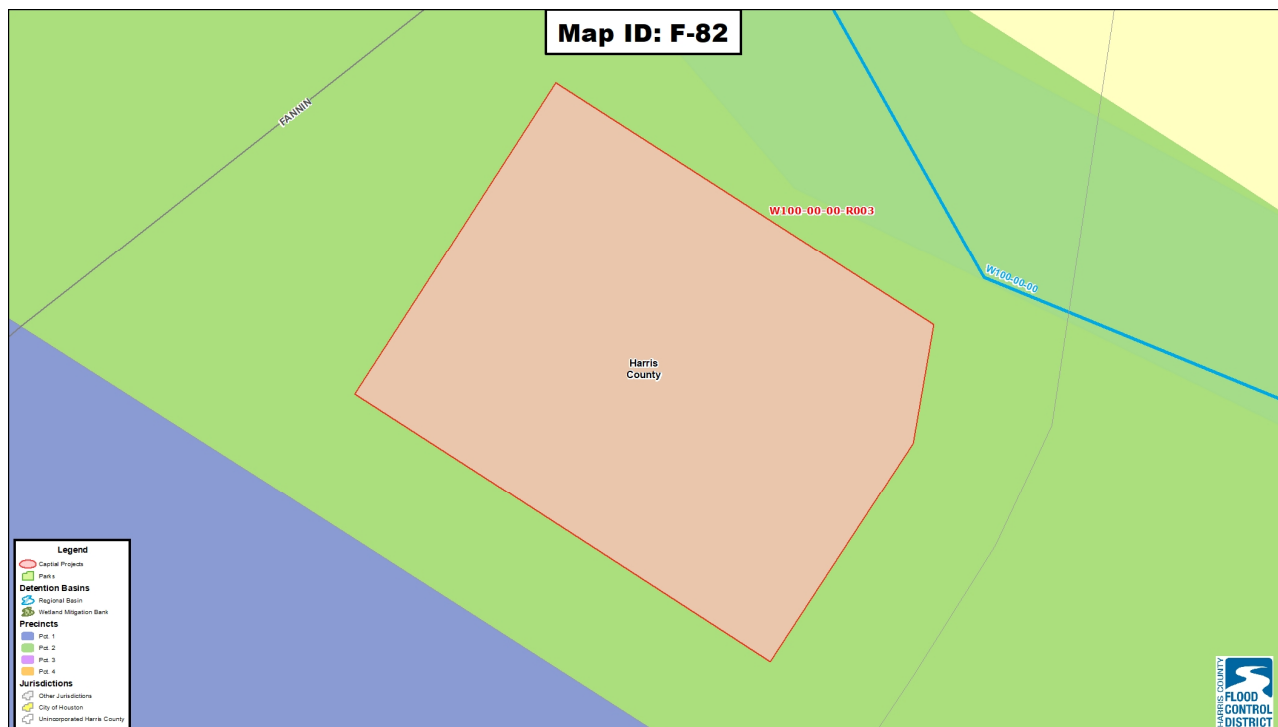 Map ID: F-82
FANNIN
W100-00-00-R003
W100-00-00
Harris
County
Legend
Captial Projects
Parks
Detention Basins
Regional Basin
Wetland Mitigation Bank
Precincts
Pct. 1
Pct. 2
Pct. 3
Pct. 4
Jurisdictions
Other Jurisdictions
City of Houston
Unincorporated Harris County
HARRIS COUNTY
FLOOD
CONTROL
DISTRICT